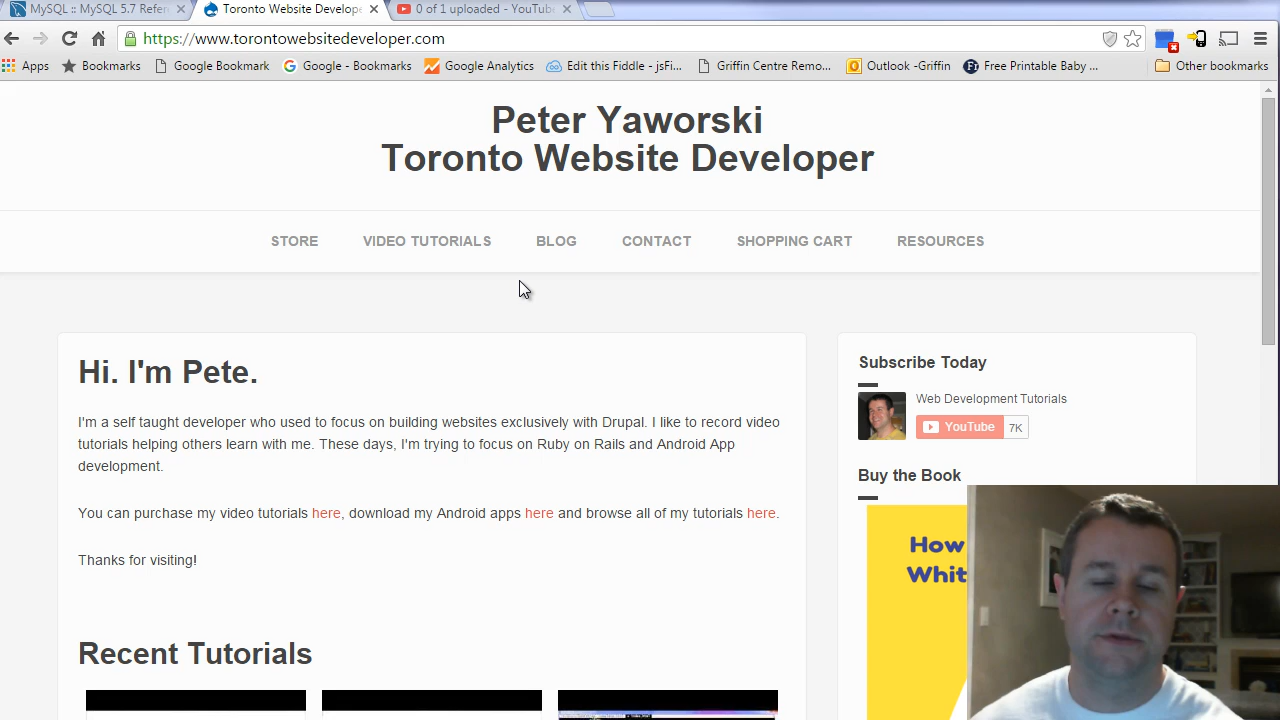 MySQL :: MySQL 5.7 Refer
Toronto Website Develope
0 of 1 uploaded - YouTube
https://www.torontowebsitedeveloper.com
Apps
Bookmarks
Google Bookmark
Google - Bookmarks
Google Analytics
Edit this Fiddle - jsFi...
Griffin Centre Remo...
Outlook -Griffin
Free Printable Baby ...
Other bookmarks
Peter Yaworski
Toronto Website Developer
STORE
VIDEO TUTORIALS
BLOG
CONTACT
SHOPPING CART
RESOURCES
Hi. I'm Pete.
I'm a self taught developer who used to focus on building websites exclusively with Drupal. I like to record video
tutorials helping others learn with me. These days, I'm trying to focus on Ruby on Rails and Android App
development.
You can purchase my video tutorials here, download my Android apps here and browse all of my tutorials here.
Thanks for visiting!
Recent Tutorials
Subscribe Today
Web Development Tutorials
YouTube 7K
Buy the Book
How
Whit